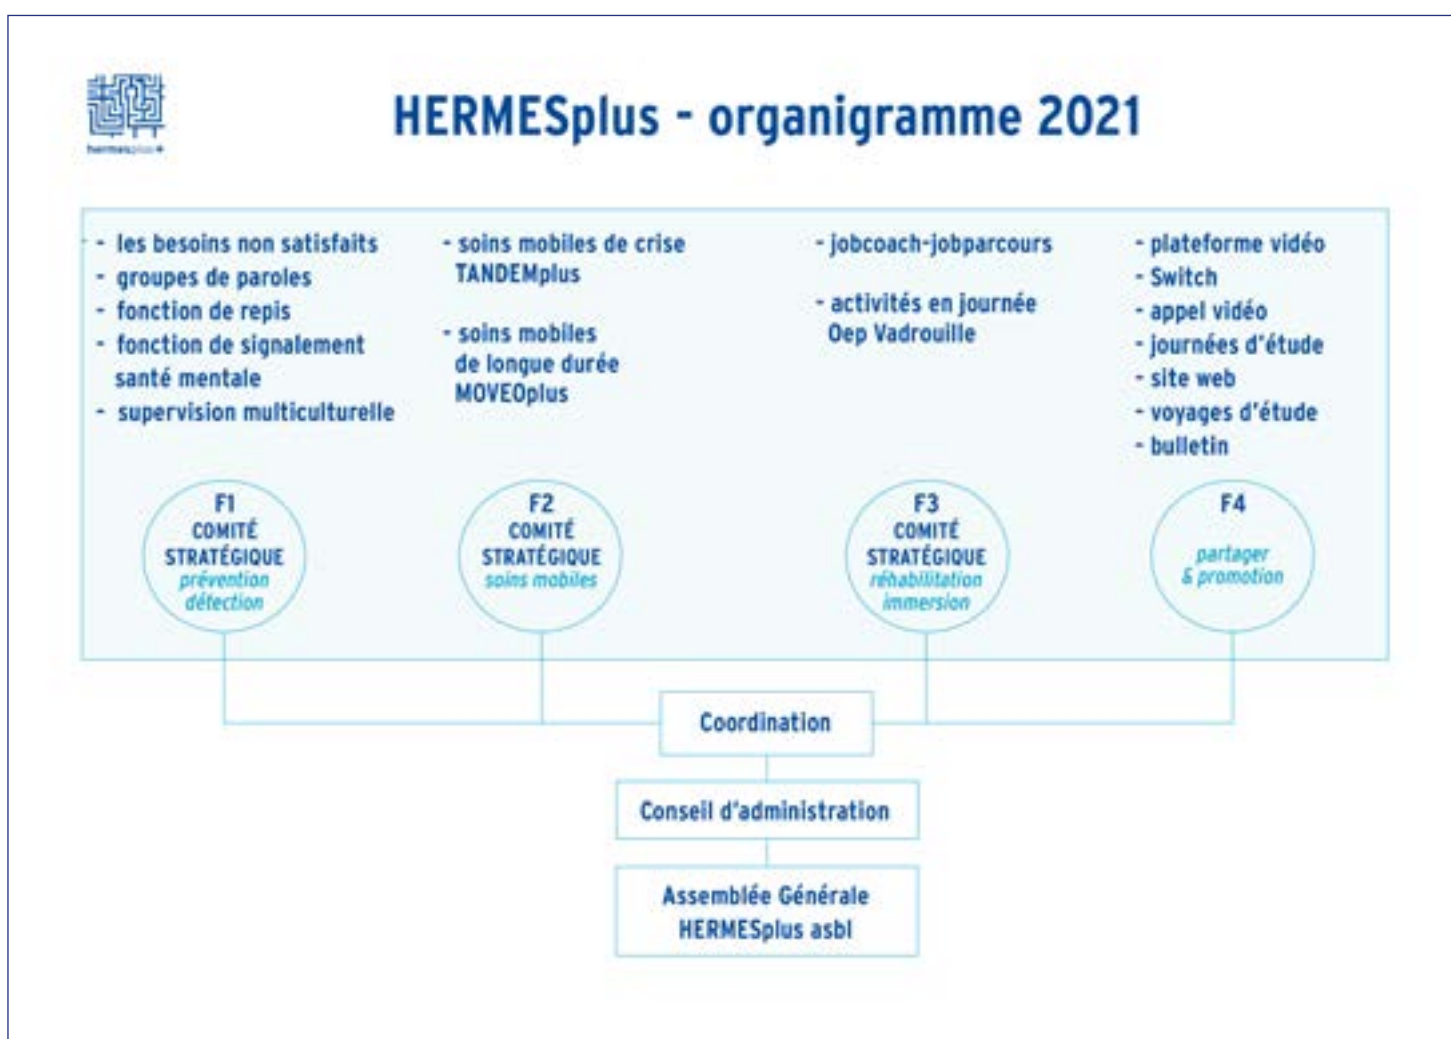 hermesplus+
HERMESplus - organigramme 2021
- les besoins non satisfaits
- groupes de paroles
- fonction de repis
- fonction de signalement
santé mentale
- supervision multiculturelle
- soins mobiles de crise
TANDEMplus
- soins mobiles
de longue durée
MOVEOplus
- jobcoach-jobparcours
- activités en journée
Oep Vadrouille
- plateforme vidéo
- Switch
- appel vidéo
- journées d'étude
- site web
- voyages d'étude
- bulletin
F1
COMITÉ
STRATÉGIQUE
prévention
détection
F2
COMITÉ
STRATÉGIQUE
soins mobiles
F3
COMITÉ
STRATÉGIQUE
réhabilitation
immersion
F4
partager
& promotion
Coordination
Conseil d'administration
Assemblée Générale
HERMESplus asbl